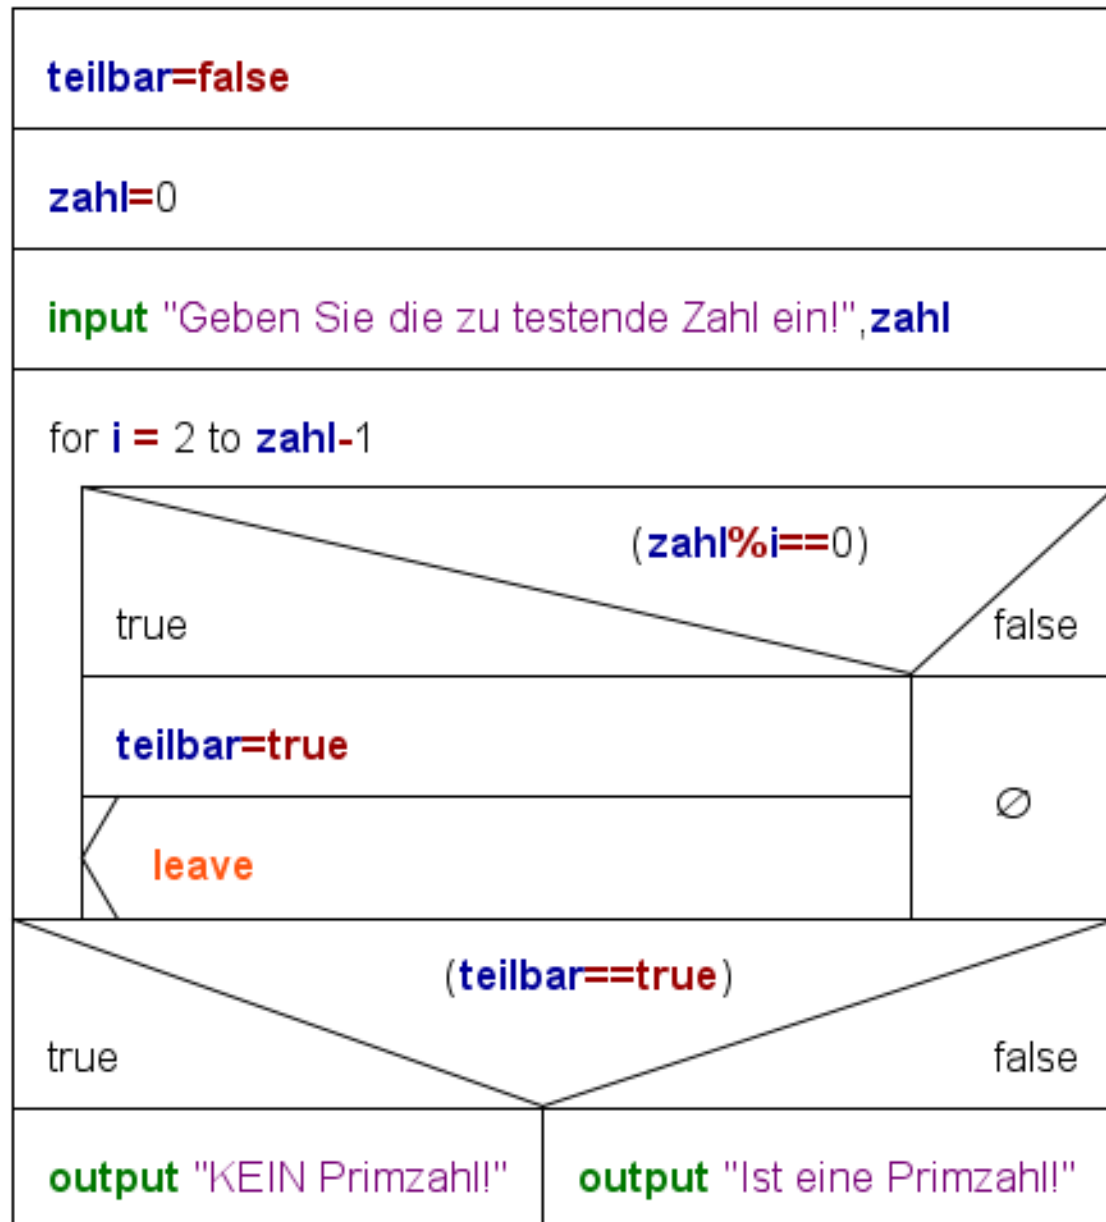 teilbar=false
zahl=0
input "Geben Sie die zu testende Zahl ein!",zahl
for i = 2 to zahl-1
(zahl%i==0)
true
false
teilbar=true
∅
leave
(teilbar==true)
true
false
output "KEIN Primzahl!"
output "Ist eine Primzahl!"